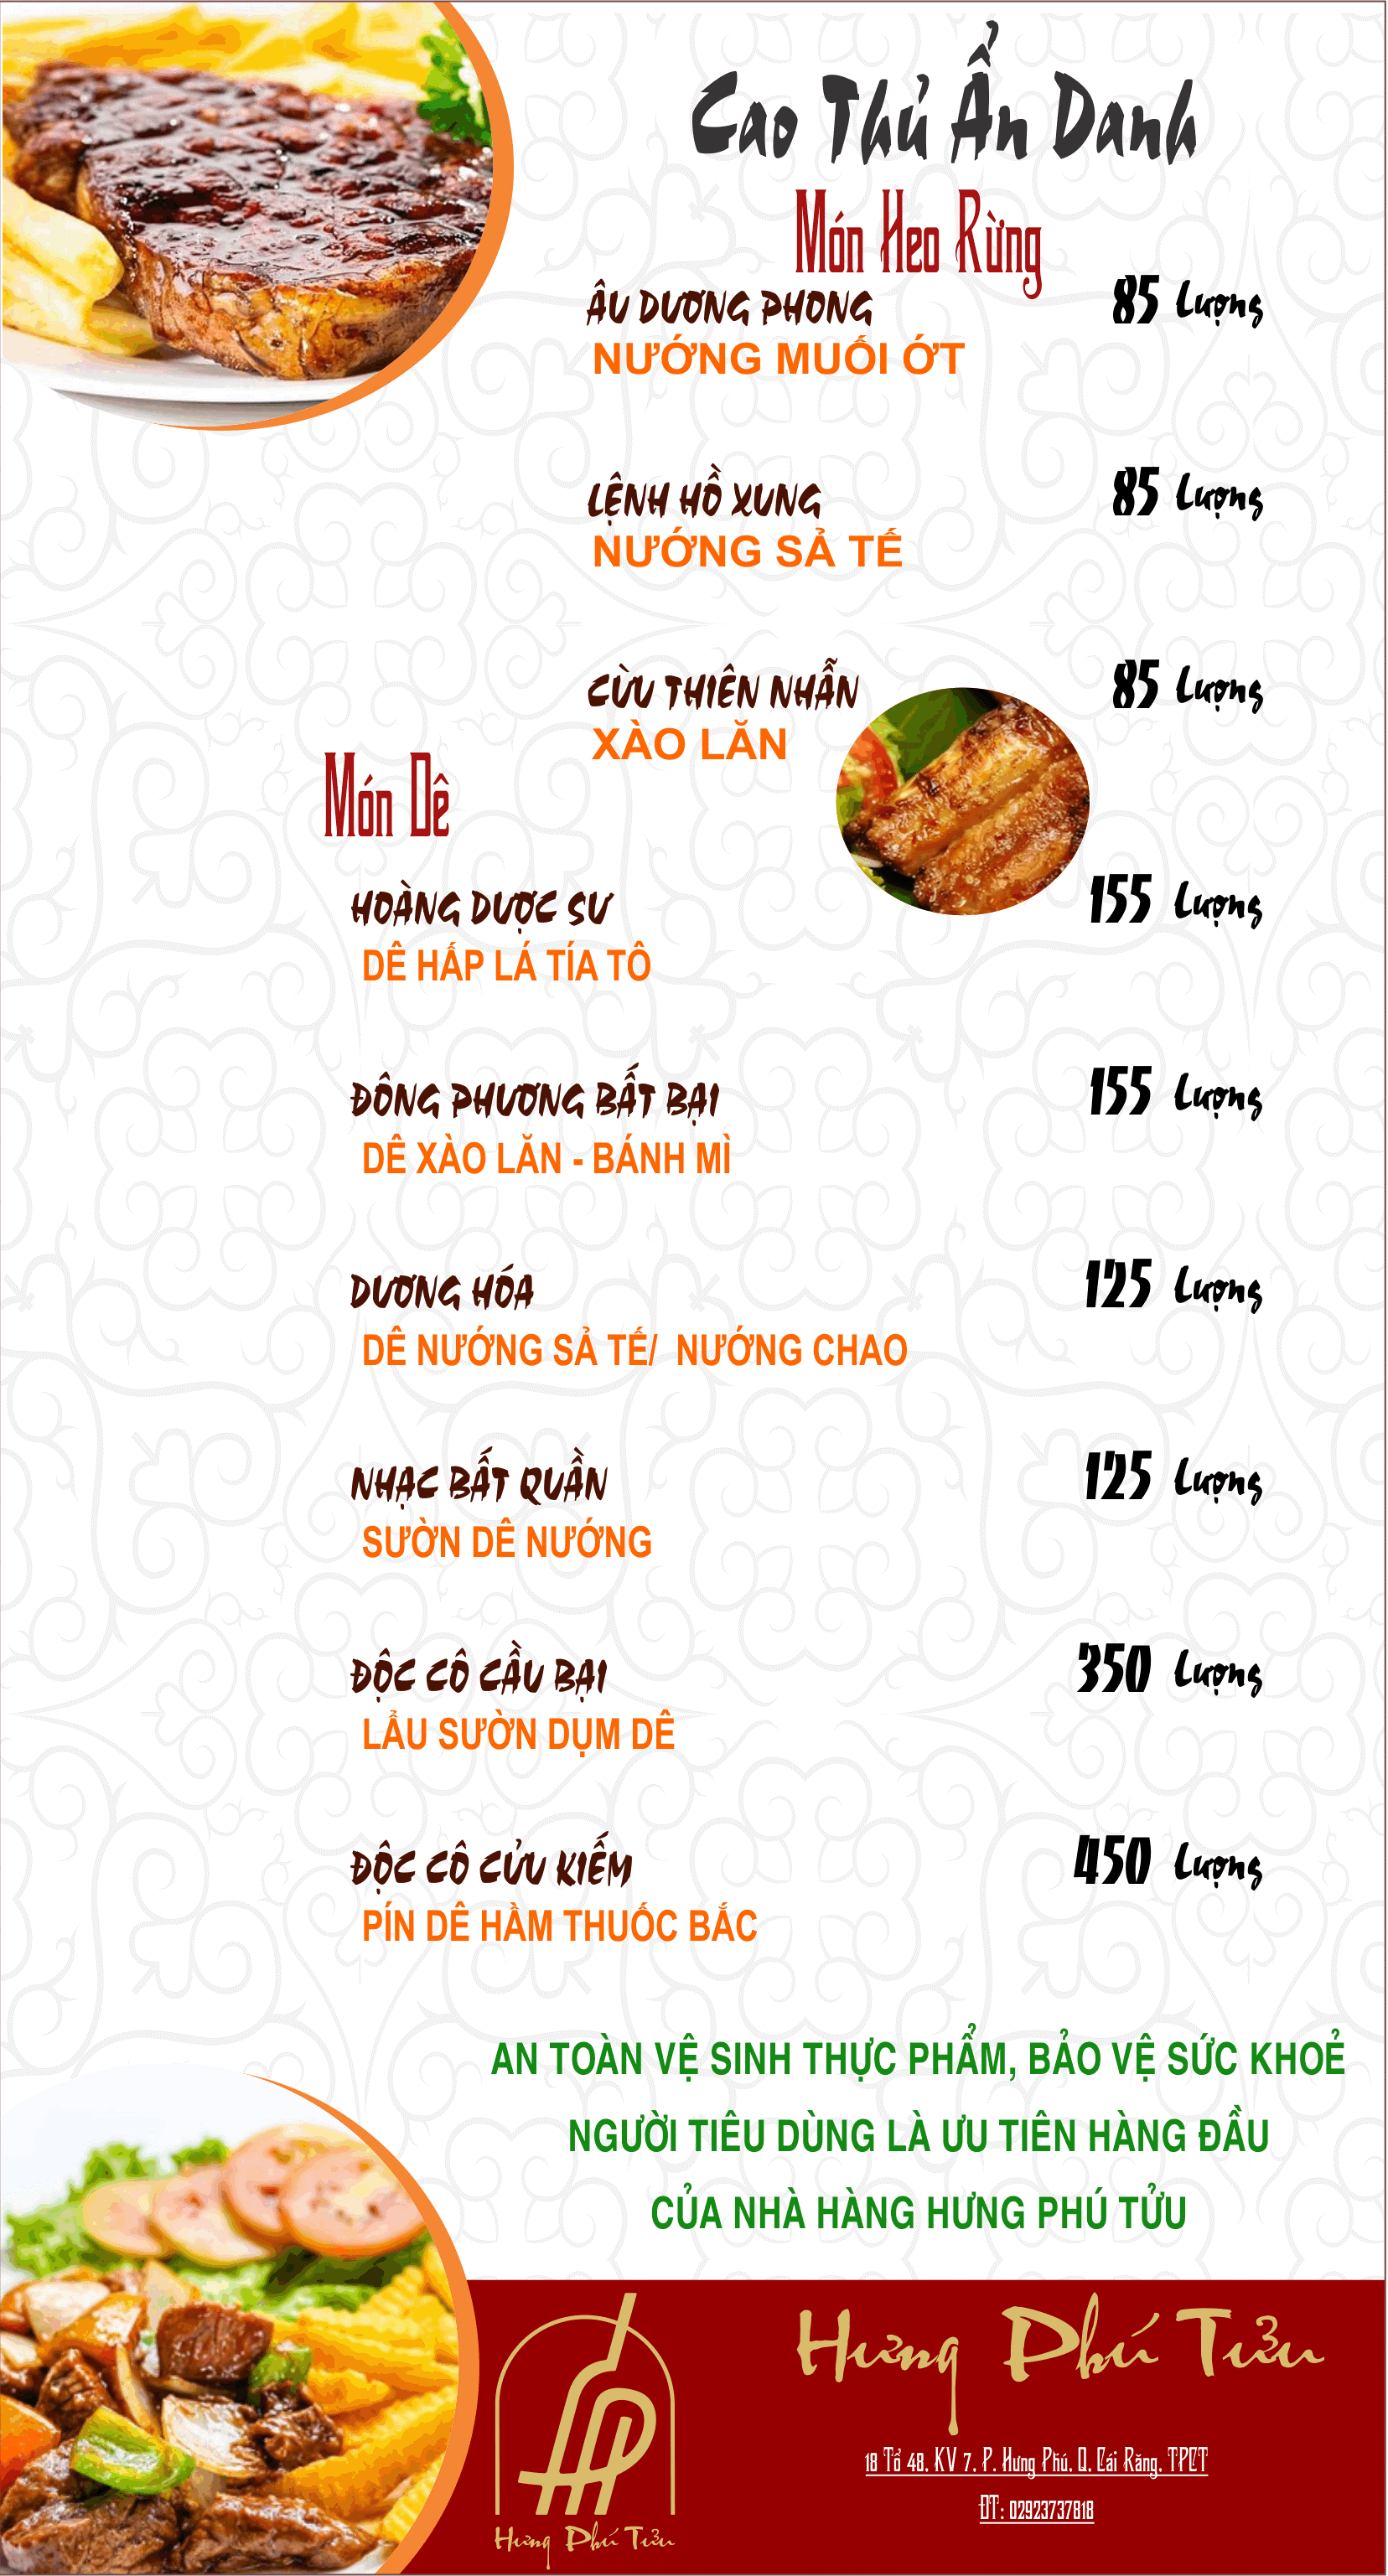 Cao Thủ Ẩn Danh
Món Heo Rừng
ÂU DƯƠNG PHONG 85 Lượng
NƯỚNG MUỐI ỚT
LỆNH HỒ XUNG 85 Lượng
NƯỚNG SẢ TẾ
CỪU THIÊN NHẪN 85 Lượng
XÀO LĂN
Món Dê
HOÀNG DƯỢC SƯ 155 Lượng
DÊ HẤP LÁ TÍA TÔ
ĐÔNG PHƯƠNG BẤT BẠI 155 Lượng
DÊ XÀO LĂN - BÁNH MÌ
DƯƠNG HÓA 125 Lượng
DÊ NƯỚNG SẢ TẾ/ NƯỚNG CHAO
NHẠC BẤT QUẦN 125 Lượng
SƯỜN DÊ NƯỚNG
ĐỘC CÔ CẦU BẠI 350 Lượng
LẨU SƯỜN DỤM DÊ
ĐỘC CÔ CỬU KIẾM 450 Lượng
PÍN DÊ HẦM THUỐC BẮC
AN TOÀN VỆ SINH THỰC PHẨM, BẢO VỆ SỨC KHOẺ
NGƯỜI TIÊU DÙNG LÀ ƯU TIÊN HÀNG ĐẦU
CỦA NHÀ HÀNG HƯNG PHÚ TỬU
Hưng Phú Tửu
18 Tổ 48, KV 7, P. Hưng Phú, Q. Cái Răng, TPCT
ĐT: 02923737818
HP
Hưng Phú Tửu